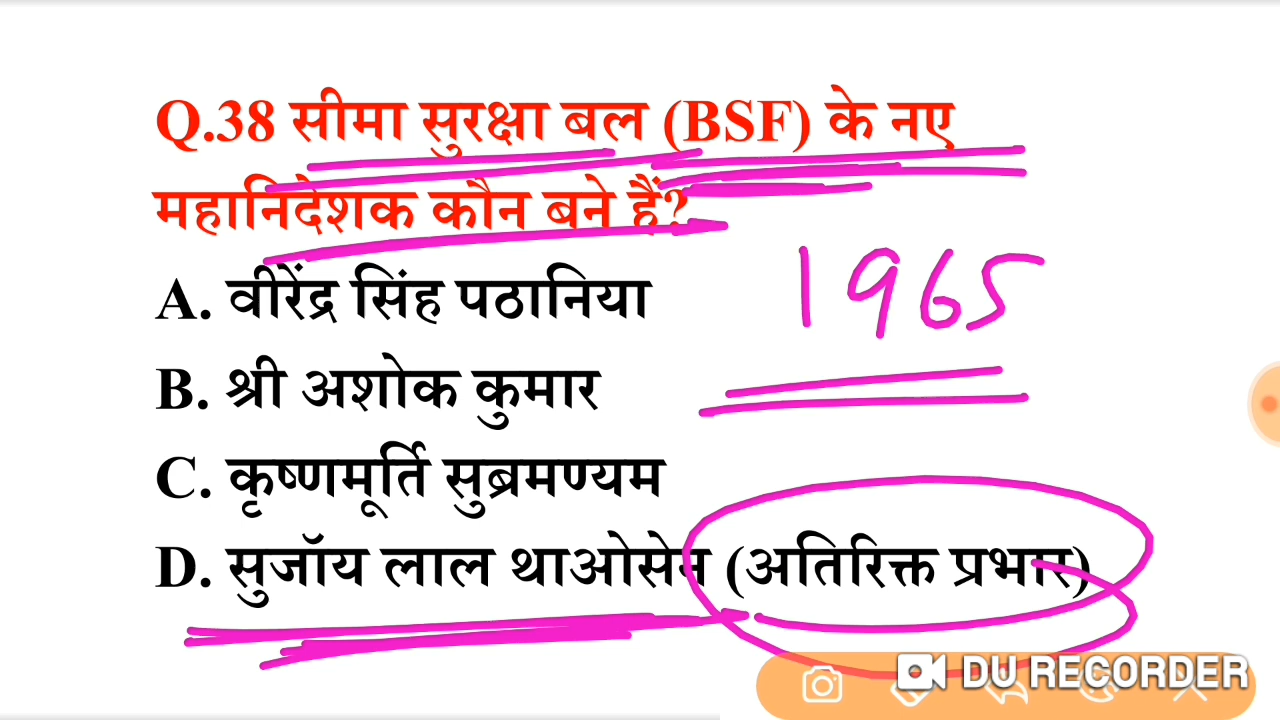 Q.38 सीमा सुरक्षा बल (BSF) के नए
महानिदेशक कौन बने हैं?
1965
A. वीरेंद्र सिंह पठानिया
B. श्री अशोक कुमार
C. कृष्णमूर्ति सुब्रमण्यम
D. सुजॉय लाल थाओसेन (अतिरिक्त प्रभार)
DU RECORDER